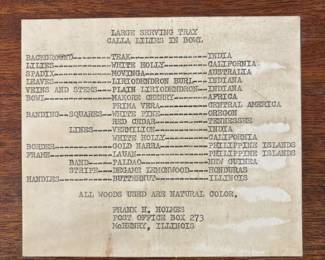 LARGE SERVING TRAY
CALLA LILIES IN BOWL
BACKGROUND----------TEAK----------INDIA
LILIES----------WHITE HOLLY----------CALIFORNIA
SPADIX----------MOVINGA----------AUSTRALIA
LEAVES----------LIRIODENDRON BURL----------INDIANA
VEINS AND STEMS----------PLAIN LIRIODENDRON----------INDIANA
BOWL----------MAKORE CHERRY----------AFRICA
PRIMA VERA----------CENTRAL AMERICA
BANDING--SQUARES--WHITE PINE----------OREGON
RED CEDAR----------TENNESSEE
LINES------VERMILION----------INDIA
WHITE HOLLY----------CALIFORNIA
BORDER----------GOLD NARRA----------PHILIPPINE ISLANDS
FRAME----------LAUAN----------PHILIPPINE ISLANDS
BAND------PALDAO----------NEW GUINEA
STRIPE----DEGAME LEMONWOOD----------HONDURAS
HANDLES----------BUTTERNUT----------ILLINOIS
ALL WOODS USED ARE NATURAL COLOR.
FRANK H. HOLMES
POST OFFICE BOX 273
MCHENRY, ILLINOIS